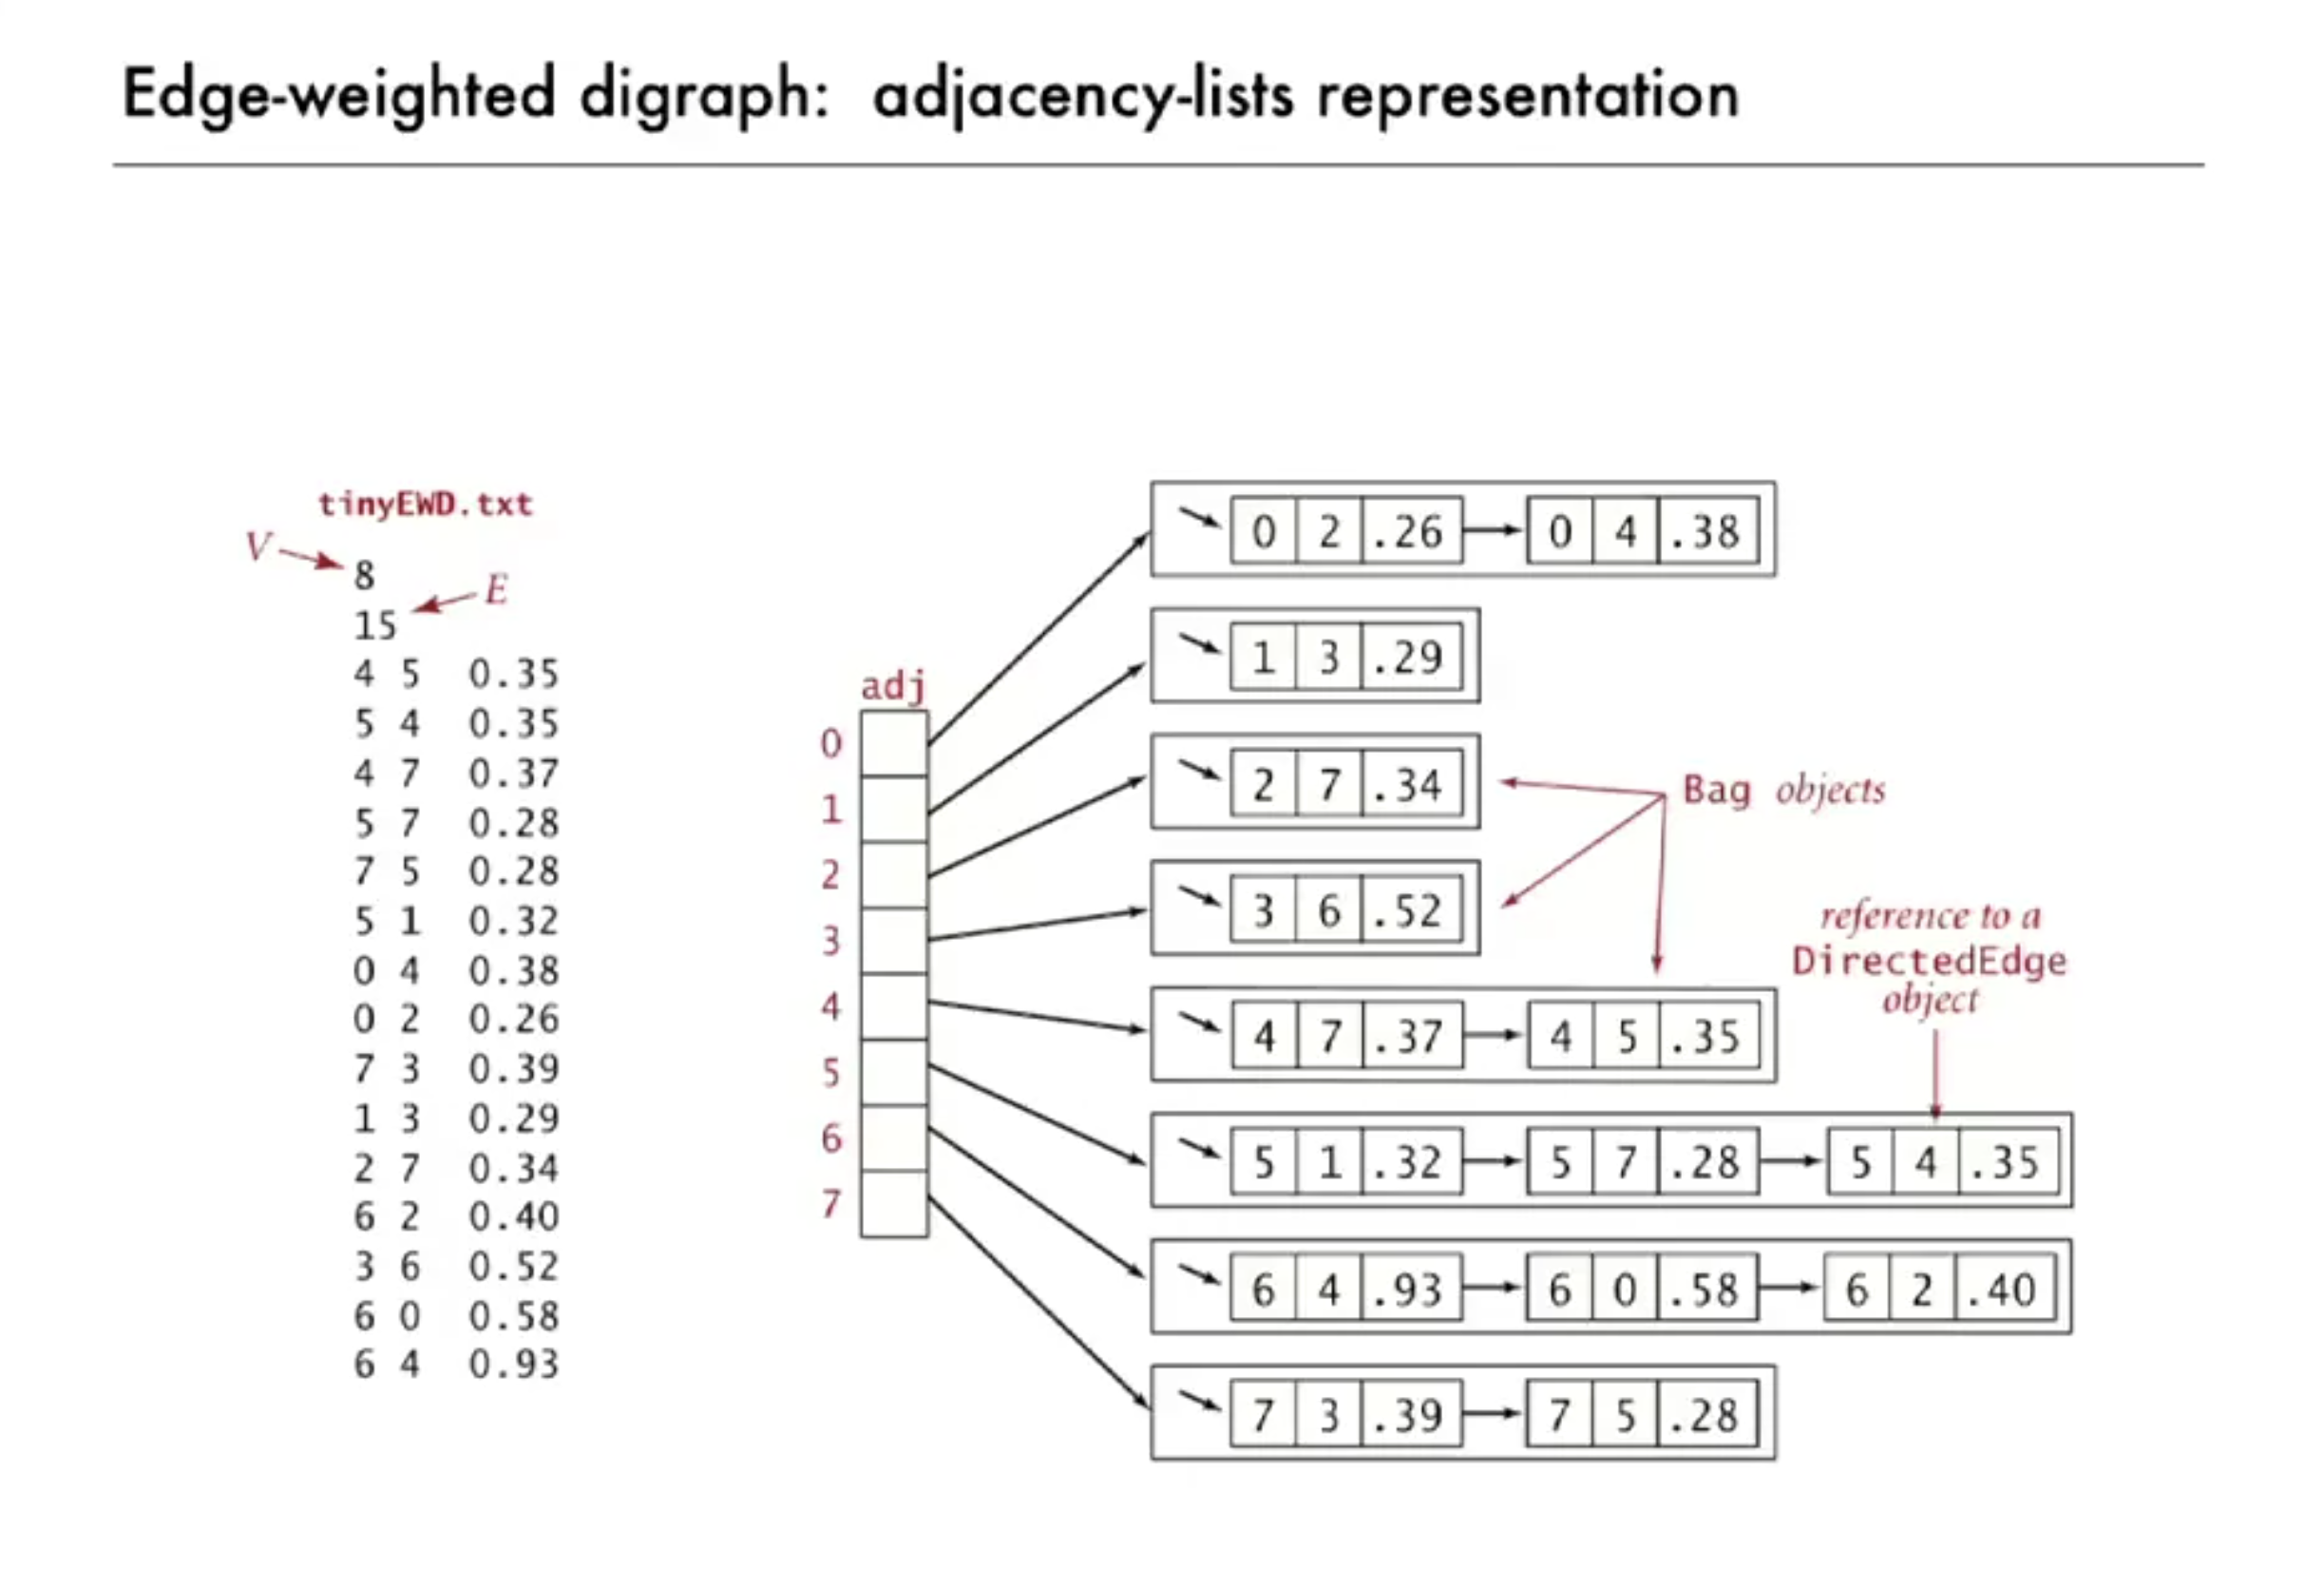 Edge-weighted digraph: adjacency-lists representation
tinyEWD.txt
V
8
E
15
4 5 0.35
5 4 0.35
4 7 0.37
5 7 0.28
7 5 0.28
5 1 0.32
0 4 0.38
0 2 0.26
7 3 0.39
1 3 0.29
2 7 0.34
6 2 0.40
3 6 0.52
6 0 0.58
6 4 0.93
adj
0
1
2
3
4
5
6
7
0 2 .26 0 4 .38
1 3 .29
2 7 .34
3 6 .52
4 7 .37 4 5 .35
5 1 .32 5 7 .28 5 4 .35
6 4 .93 6 0 .58 6 2 .40
7 3 .39 7 5 .28
Bag objects
reference to a
DirectedEdge
object